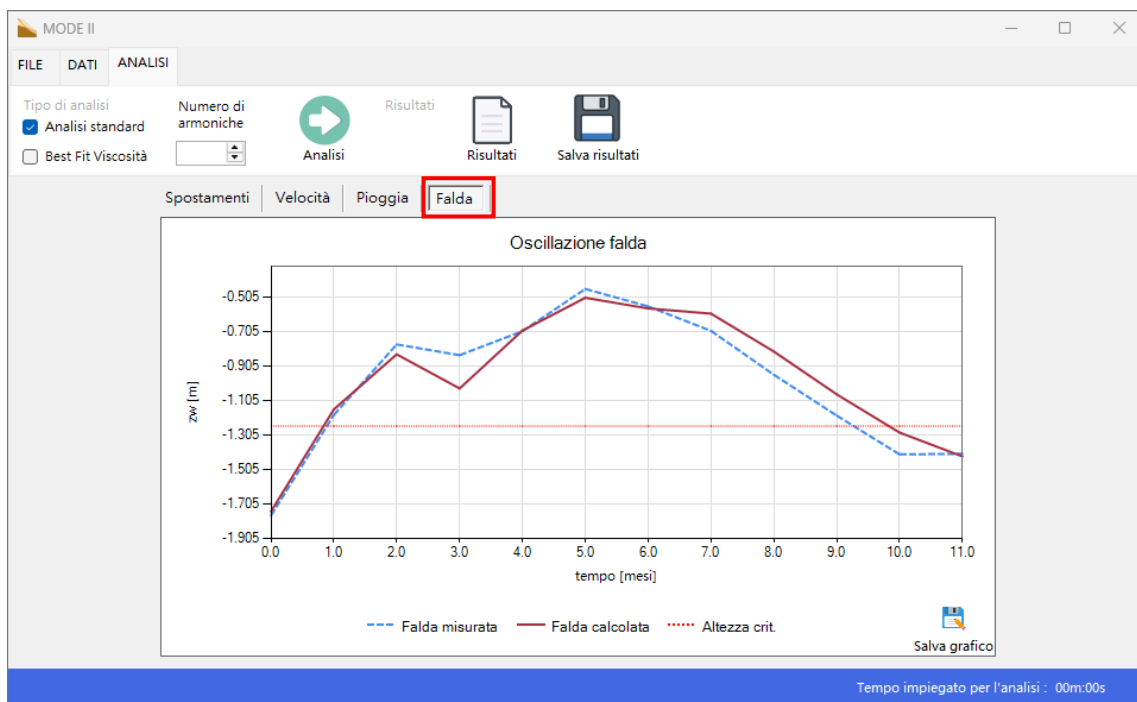 MODE II
FILE DATI ANALISI
Tipo di analisi
Analisi standard
Best Fit Viscosità
Numero di
armoniche
Analisi
Risultati
Risultati
Salva risultati
Spostamenti Velocità Pioggia Falda
Oscillazione falda
zw [m]
-0.505
-0.705
-0.905
-1.105
-1.305
-1.505
-1.705
-1.905
0.0 1.0 2.0 3.0 4.0 5.0 6.0 7.0 8.0 9.0 10.0 11.0
tempo [mesi]
Falda misurata Falda calcolata Altezza crit.
Salva grafico
Tempo impiegato per l'analisi : 00m:00s